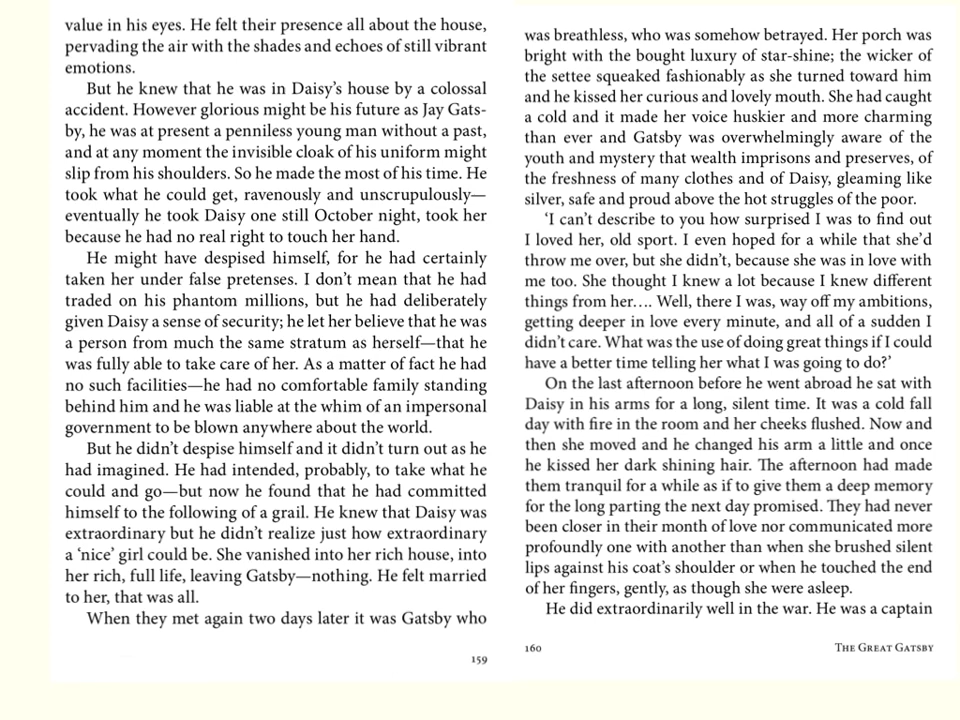 value in his eyes. He felt their presence all about the house,
pervading the air with the shades and echoes of still vibrant
emotions.
But he knew that he was in Daisy’s house by a colossal
accident. However glorious might be his future as Jay Gats-
by, he was at present a penniless young man without a past,
and at any moment the invisible cloak of his uniform might
slip from his shoulders. So he made the most of his time. He
took what he could get, ravenously and unscrupulously—
eventually he took Daisy one still October night, took her
because he had no real right to touch her hand.
He might have despised himself, for he had certainly
taken her under false pretenses. I don’t mean that he had
traded on his phantom millions, but he had deliberately
given Daisy a sense of security; he let her believe that he was
a person from much the same stratum as herself—that he
was fully able to take care of her. As a matter of fact he had
no such facilities—he had no comfortable family standing
behind him and he was liable at the whim of an impersonal
government to be blown anywhere about the world.
But he didn’t despise himself and it didn’t turn out as he
had imagined. He had intended, probably, to take what he
could and go—but now he found that he had committed
himself to the following of a grail. He knew that Daisy was
extraordinary but he didn’t realize just how extraordinary
a ‘nice’ girl could be. She vanished into her rich house, into
her rich, full life, leaving Gatsby—nothing. He felt married
to her, that was all.
When they met again two days later it was Gatsby who
159
was breathless, who was somehow betrayed. Her porch was
bright with the bought luxury of star-shine; the wicker of
the settee squeaked fashionably as she turned toward him
and he kissed her curious and lovely mouth. She had caught
a cold and it made her voice huskier and more charming
than ever and Gatsby was overwhelmingly aware of the
youth and mystery that wealth imprisons and preserves, of
the freshness of many clothes and of Daisy, gleaming like
silver, safe and proud above the hot struggles of the poor.
‘I can’t describe to you how surprised I was to find out
I loved her, old sport. I even hoped for a while that she’d
throw me over, but she didn’t, because she was in love with
me too. She thought I knew a lot because I knew different
things from her.… Well, there I was, way off my ambitions,
getting deeper in love every minute, and all of a sudden I
didn’t care. What was the use of doing great things if I could
have a better time telling her what I was going to do?’
On the last afternoon before he went abroad he sat with
Daisy in his arms for a long, silent time. It was a cold fall
day with fire in the room and her cheeks flushed. Now and
then she moved and he changed his arm a little and once
he kissed her dark shining hair. The afternoon had made
them tranquil for a while as if to give them a deep memory
for the long parting the next day promised. They had never
been closer in their month of love nor communicated more
profoundly one with another than when she brushed silent
lips against his coat’s shoulder or when he touched the end
of her fingers, gently, as though she were asleep.
He did extraordinarily well in the war. He was a captain
160
The Great Gatsby